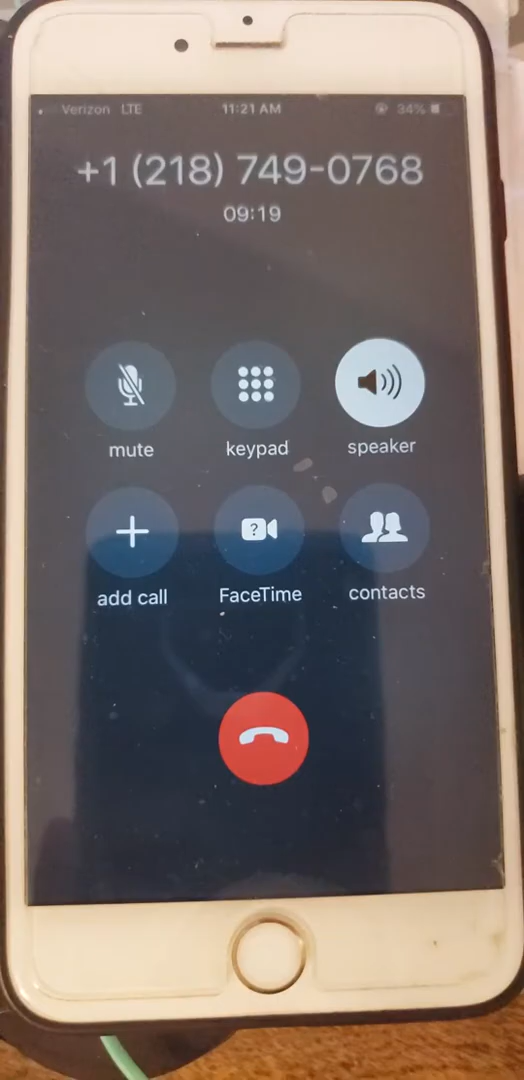 Verizon LTE 11:21 AM 34%
+1 (218) 749-0768
09:19
mute keypad speaker
?
add call FaceTime contacts